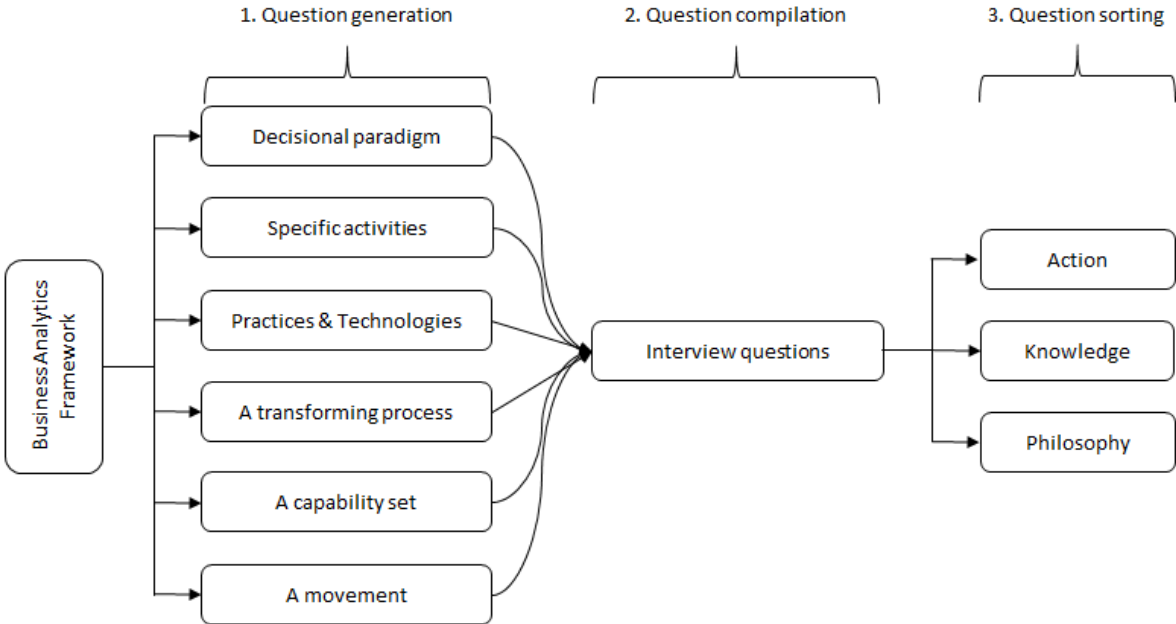 1. Question generation
2. Question compilation
3. Question sorting
Decisional paradigm
Specific activities
Practices & Technologies
A transforming process
A capability set
A movement
Business Analytics
Framework
Interview questions
Action
Knowledge
Philosophy